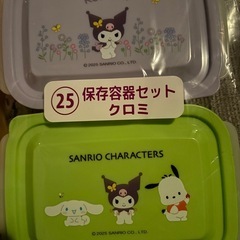 KUROMI
© 2025 SANRIO CO., LTD.
㉕ 保存容器セット
クロミ
SANRIO CHARACTERS
© 2025 SANRIO CO., LTD.